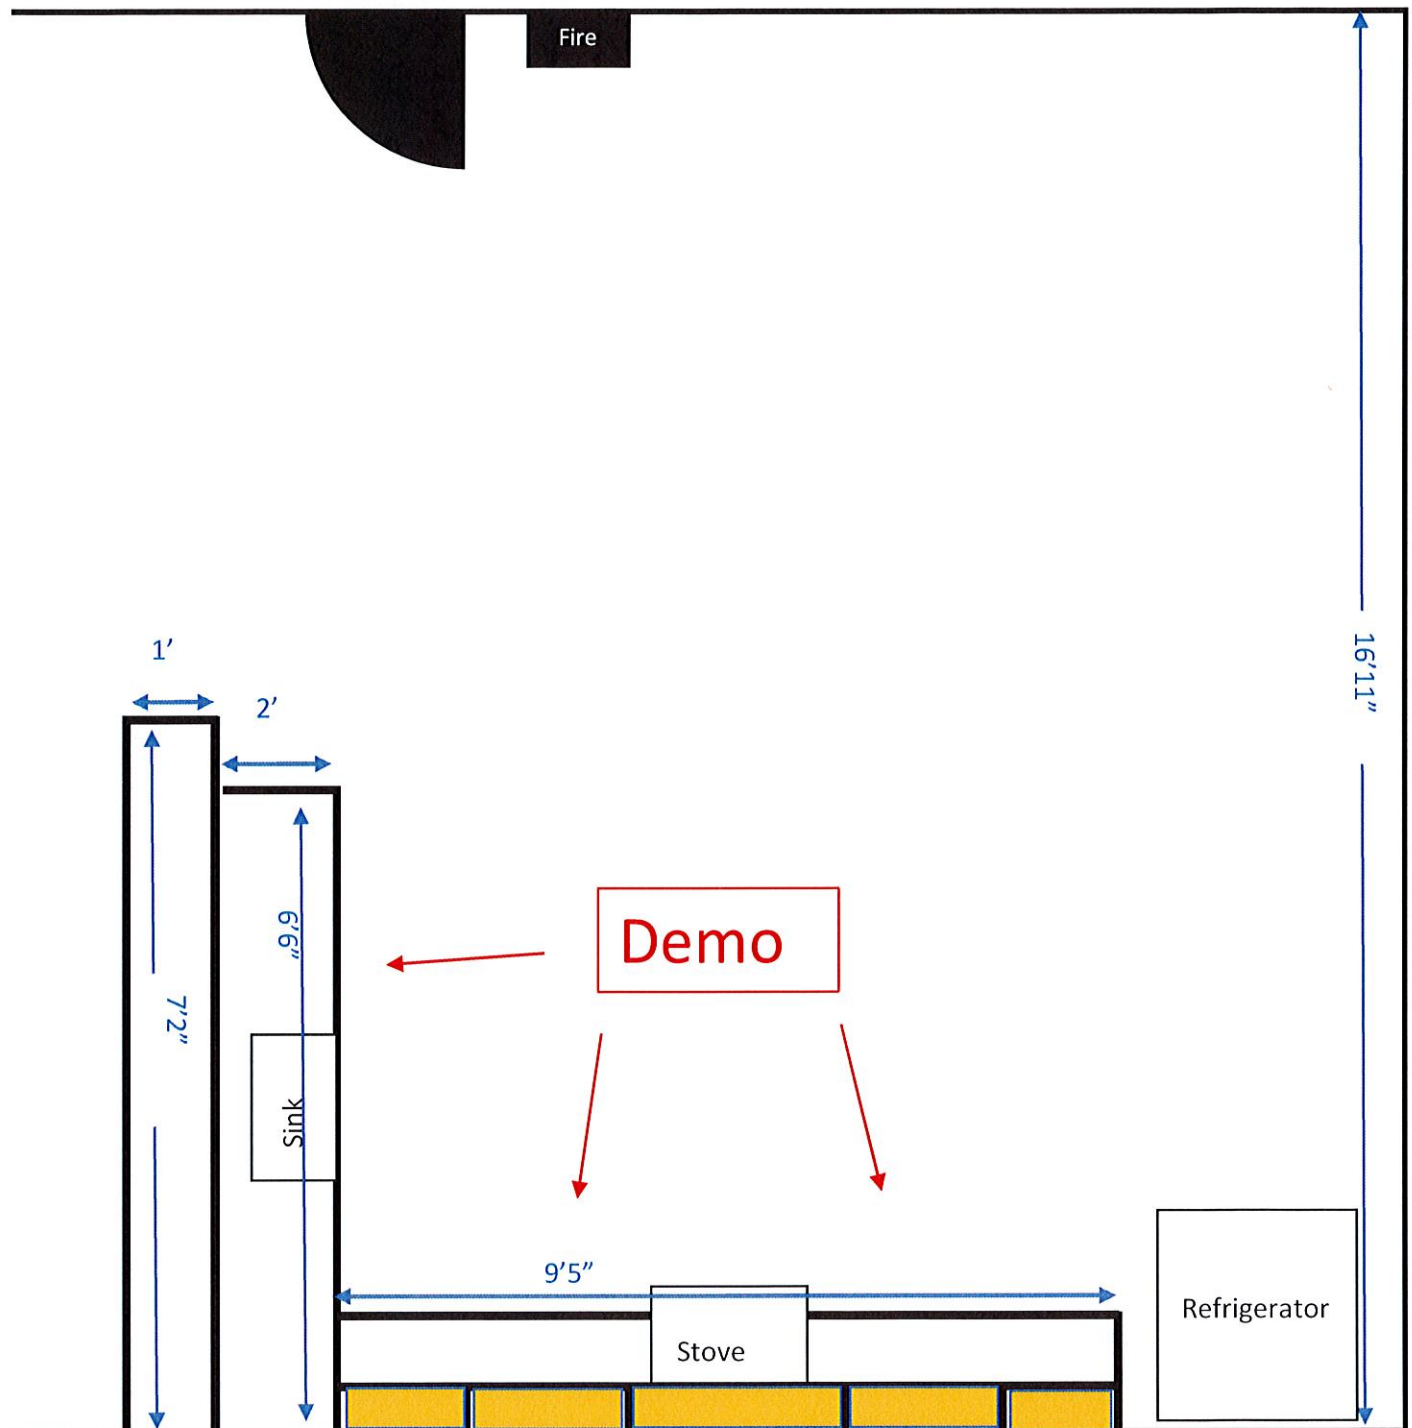 Fire
16'11"
1'
2'
6'6"
Demo
7'2"
Sink
9'5"
Refrigerator
Stove